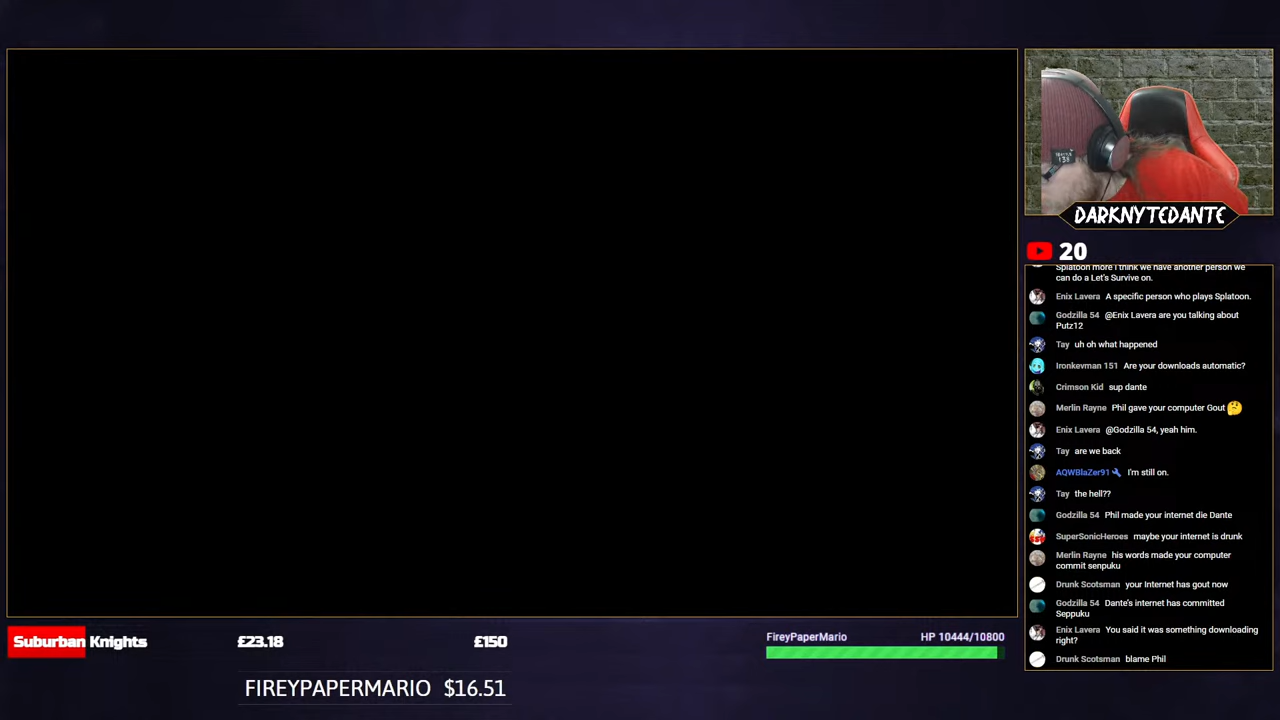 DARKNYTEDANTE
20
Splatoon more I think we have another person we
can do a Let's Survive on.
Enix Lavera A specific person who plays Splatoon.
Godzilla 54 @Enix Lavera are you talking about
Putz12
Tay uh oh what happened
Ironkevman 151 Are your downloads automatic?
Crimson Kid sup dante
Merlin Rayne Phil gave your computer Gout 🤔
Enix Lavera @Godzilla 54, yeah him.
Tay are we back
AQWBlaZer91 I'm still on.
Tay the hell??
Godzilla 54 Phil made your internet die Dante
SuperSonicHeroes maybe your internet is drunk
Merlin Rayne his words made your computer
commit senpuku
Drunk Scotsman your Internet has gout now
Godzilla 54 Dante's internet has committed
Seppuku
Enix Lavera You said it was something downloading
right?
Drunk Scotsman blame Phil
Suburban Knights £23.18 £150
FireyPaperMario HP 10444/10800
FIREYPAPERMARIO $16.51